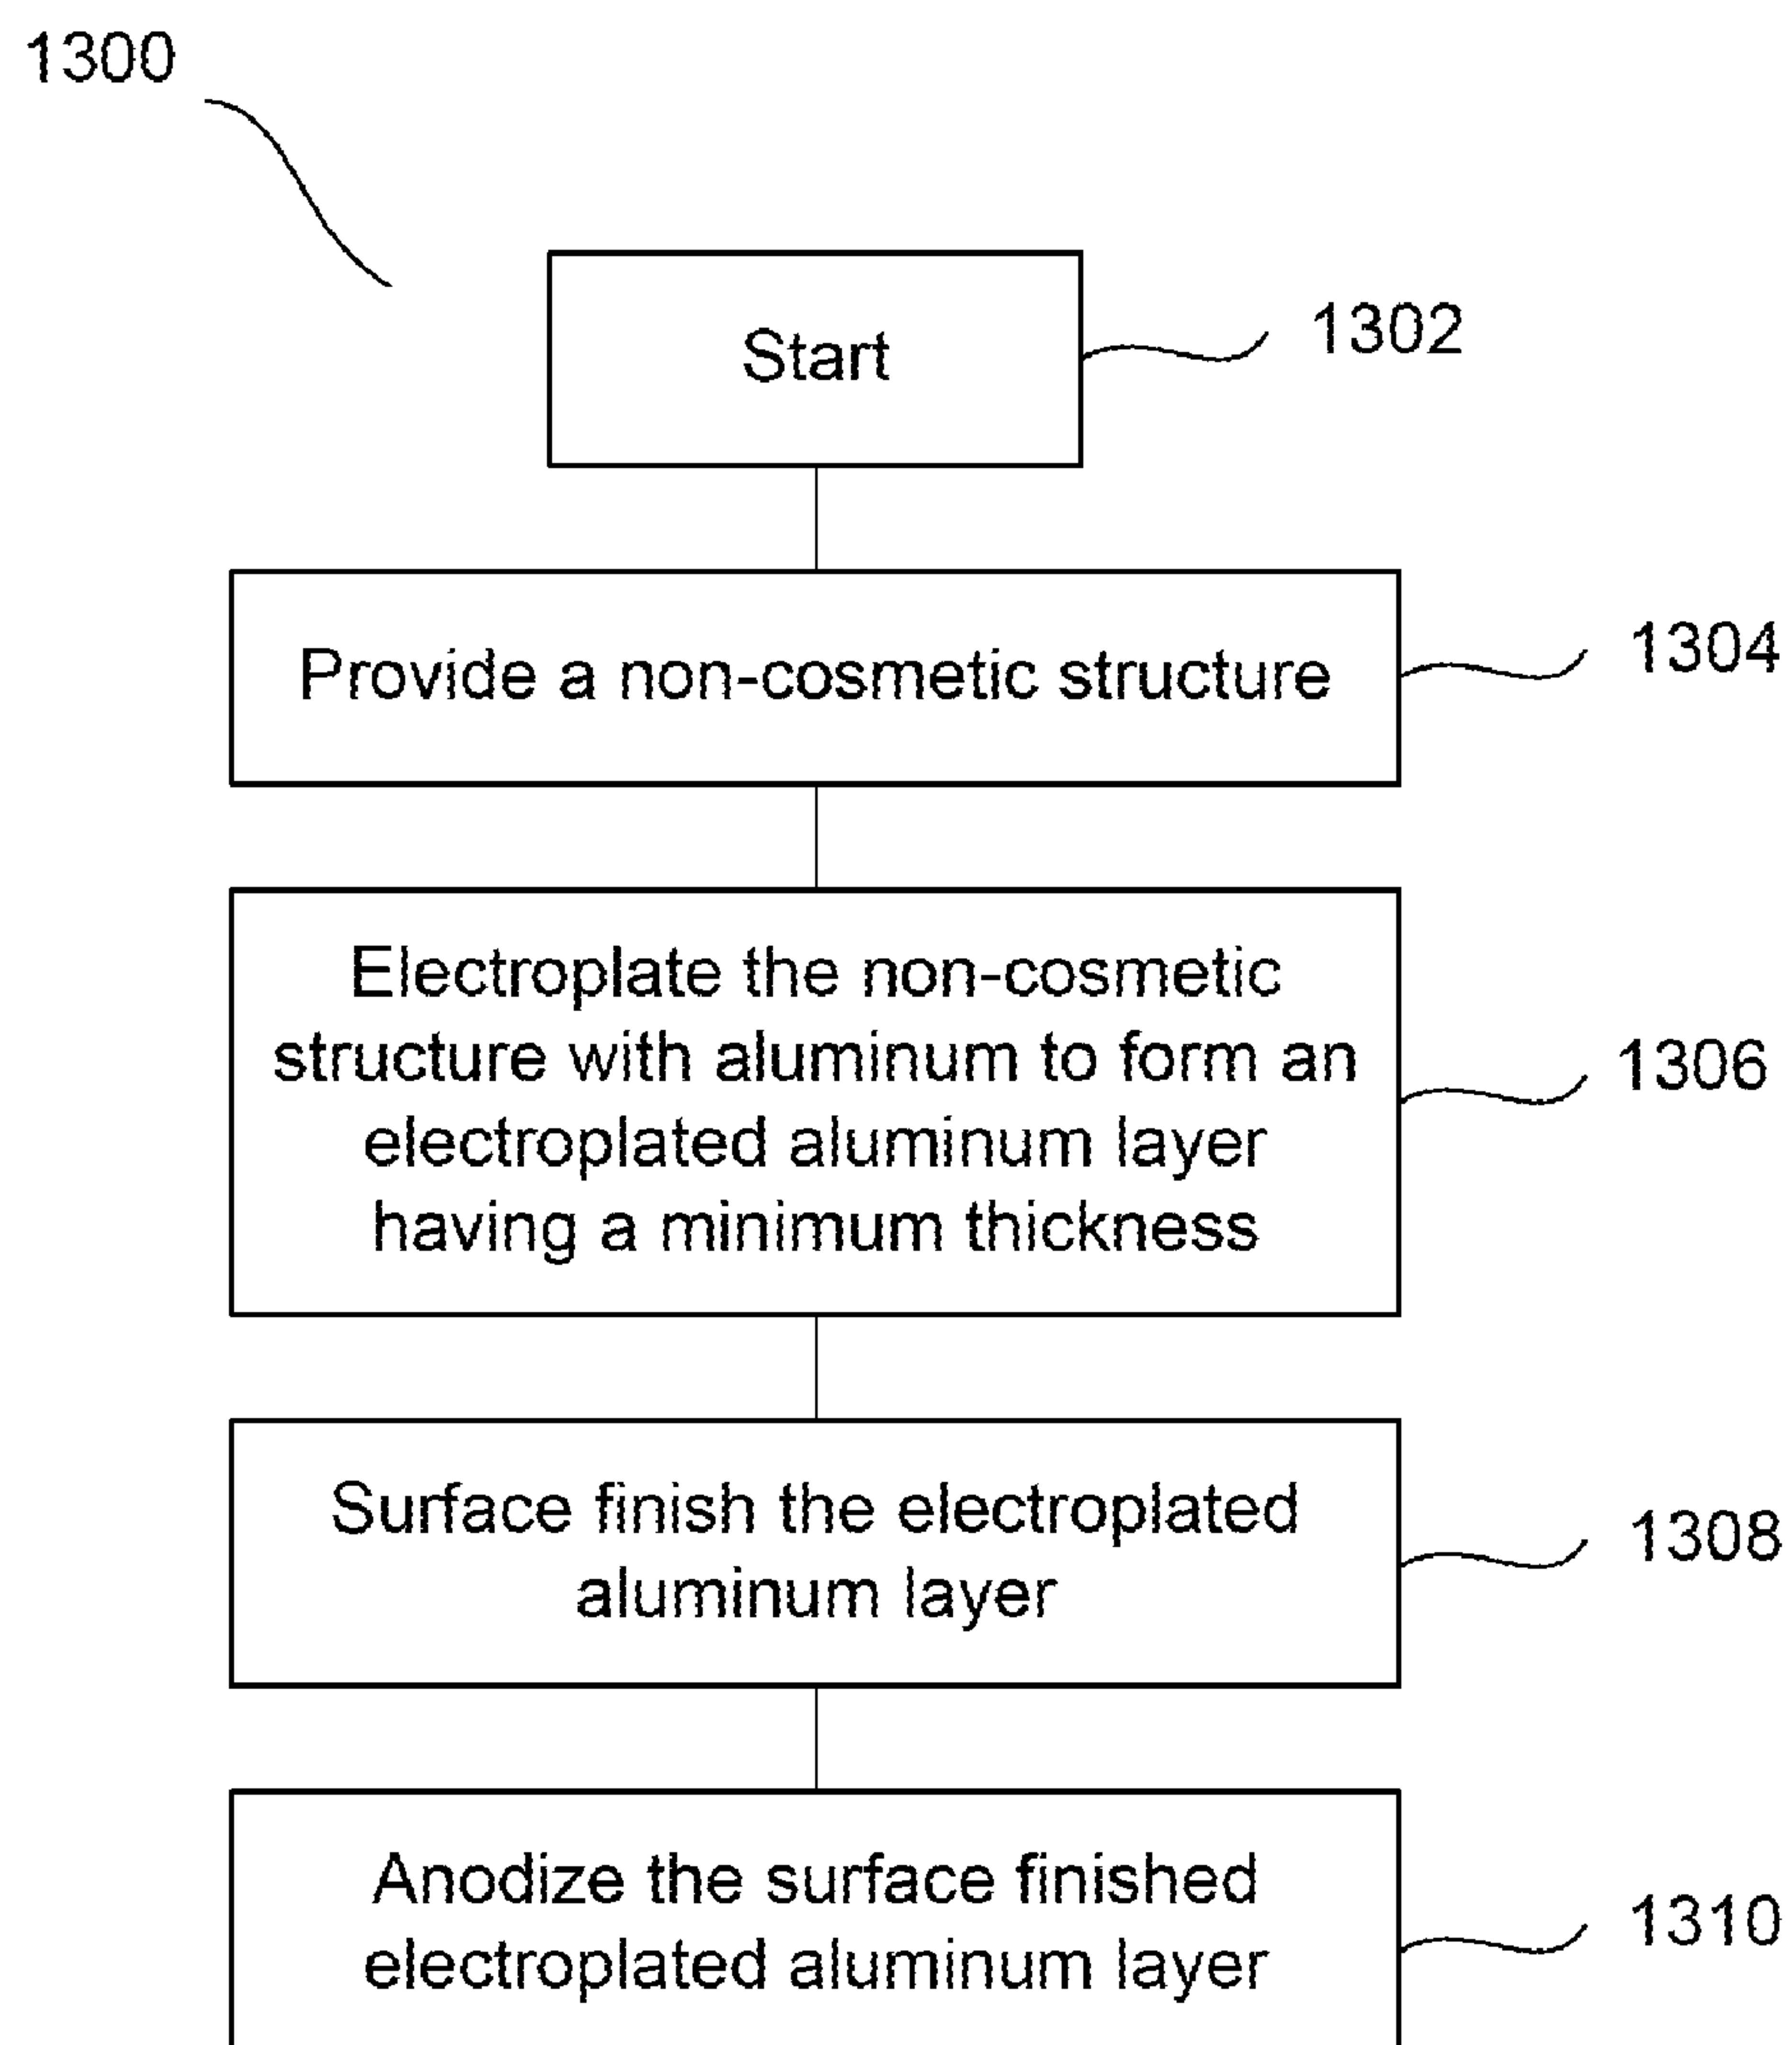 1300
Start
1302
Provide a non-cosmetic structure
1304
Electroplate the non-cosmetic
structure with aluminum to form an
electroplated aluminum layer
having a minimum thickness
1306
Surface finish the electroplated
aluminum layer
1308
Anodize the surface finished
electroplated aluminum layer
1310